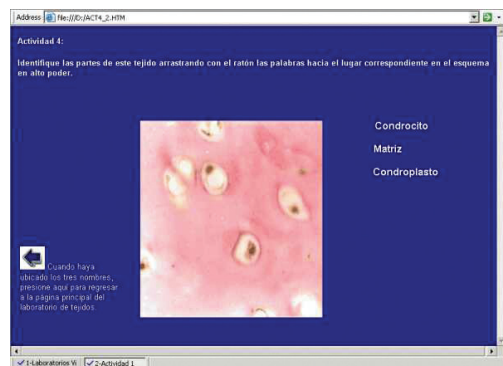 Address file:///D:/ACT4_2.HTM
Actividad 4:
Identifique las partes de este tejido arrastrando con el ratón las palabras hacia el lugar correspondiente en el esquema
en alto poder.
Condrocito
Matriz
Condroplasto
Cuando haya
ubicado los tres nombres,
presione aquí para regresar
a la página principal del
laboratorio de tejidos.
1-Laboratorios Vi 2-Actividad 1